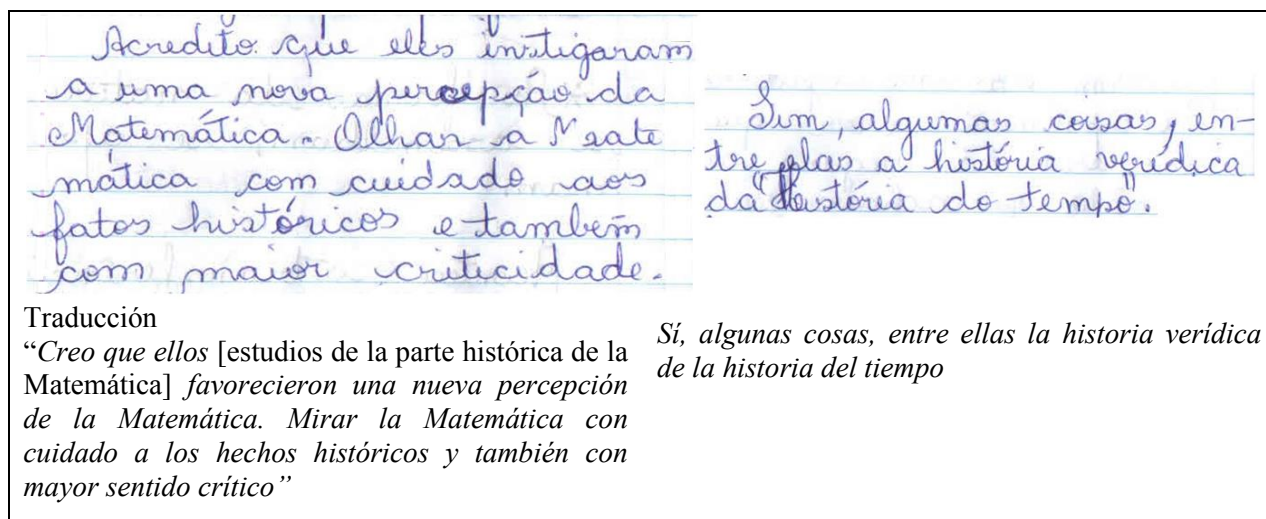 Acredito que eles instigaram
a uma nova percepção da
Matemática. Olhar a Mate
mática com cuidado aos
fatos históricos e também
com maior criticidade.
Sim, algumas coisas, en-
tre elas a história verídica
da "História do tempo".
Traducción
“Creo que ellos [estudios de la parte histórica de la
Matemática] favorecieron una nueva percepción
de la Matemática. Mirar la Matemática con
cuidado a los hechos históricos y también con
mayor sentido crítico”
Sí, algunas cosas, entre ellas la historia verídica
de la historia del tiempo